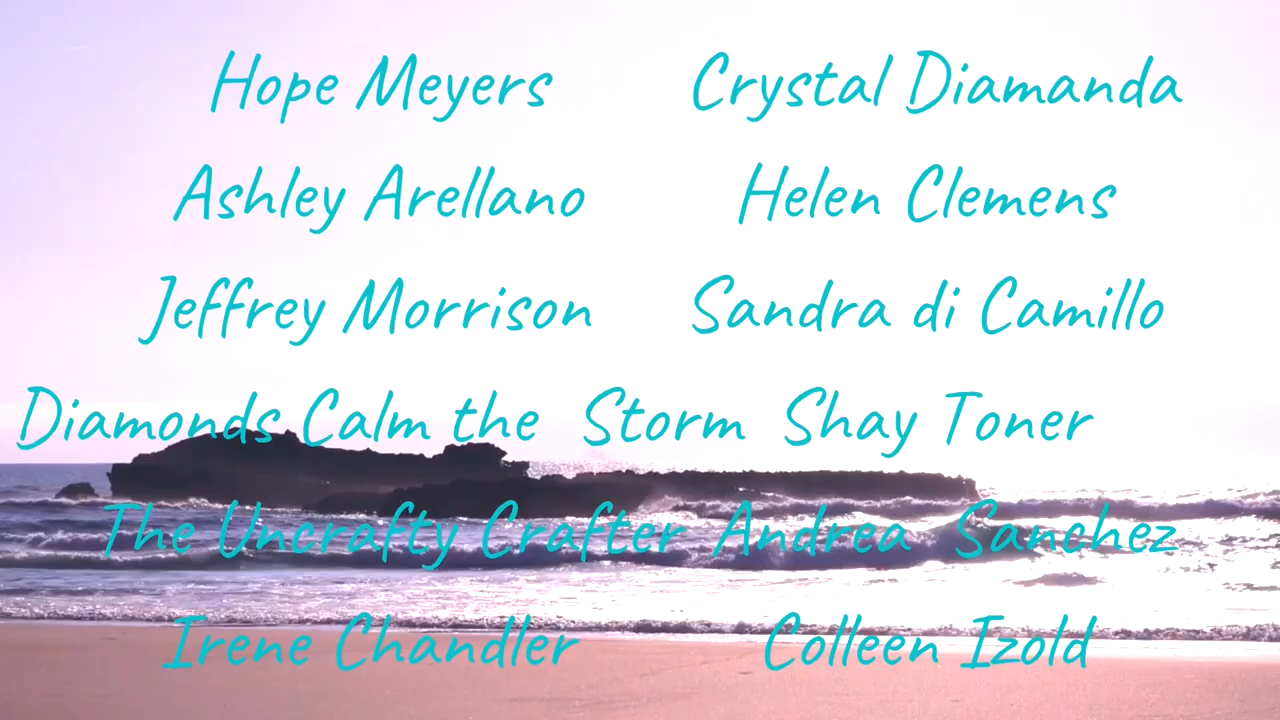 Hope Meyers Crystal Diamanda
Ashley Arellano Helen Clemens
Jeffrey Morrison Sandra di Camillo
Diamonds Calm the Storm Shay Toner
The Uncrafty Crafter Andrea Sanchez
Irene Chandler Colleen Izold